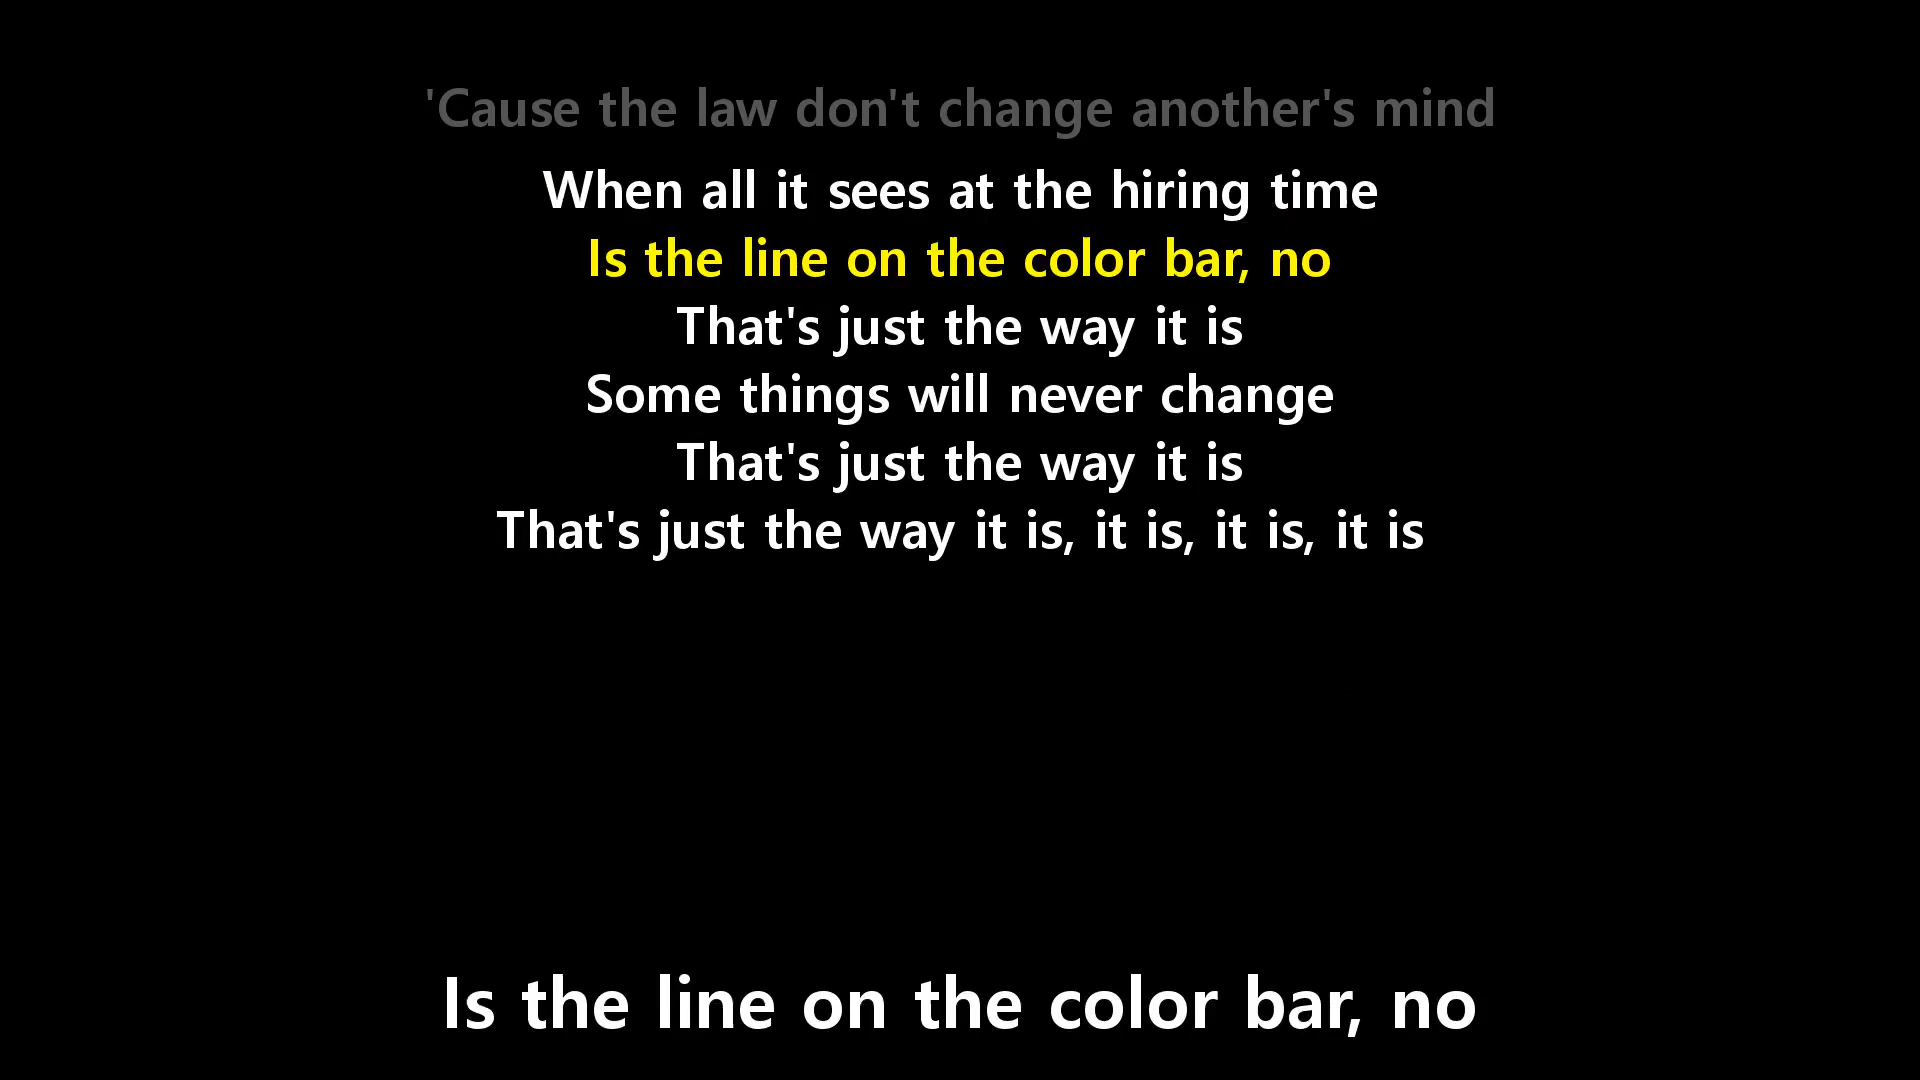 'Cause the law don't change another's mind
When all it sees at the hiring time
Is the line on the color bar, no
That's just the way it is
Some things will never change
That's just the way it is
That's just the way it is, it is, it is, it is
Is the line on the color bar, no